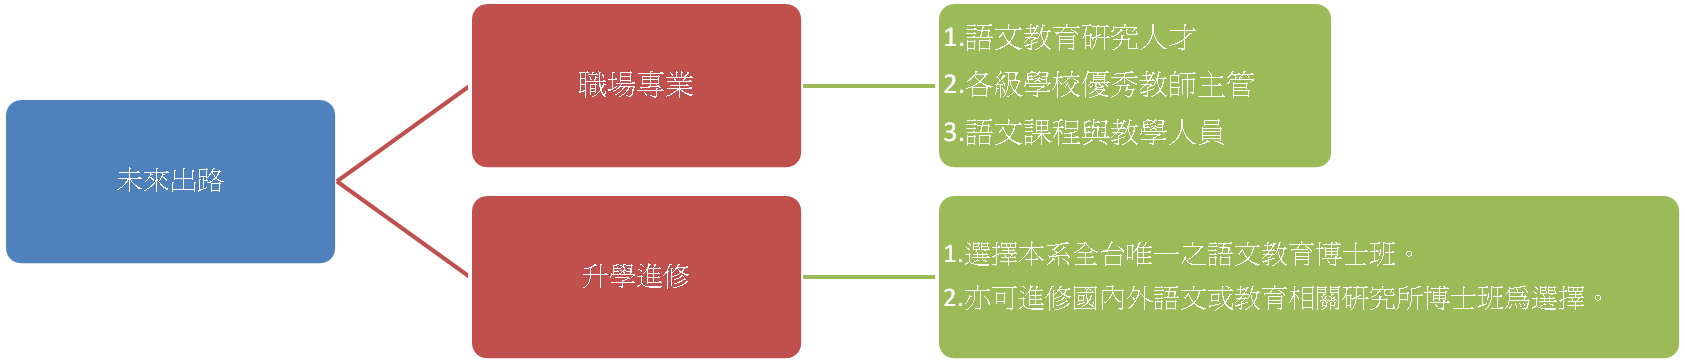 未來出路
職場專業
1.語文教育研究人才
2.各級學校優秀教師主管
3.語文課程與教學人員
升學進修
1.選擇本系全台唯一之語文教育博士班。
2.亦可進修國內外語文或教育相關研究所博士班為選擇。